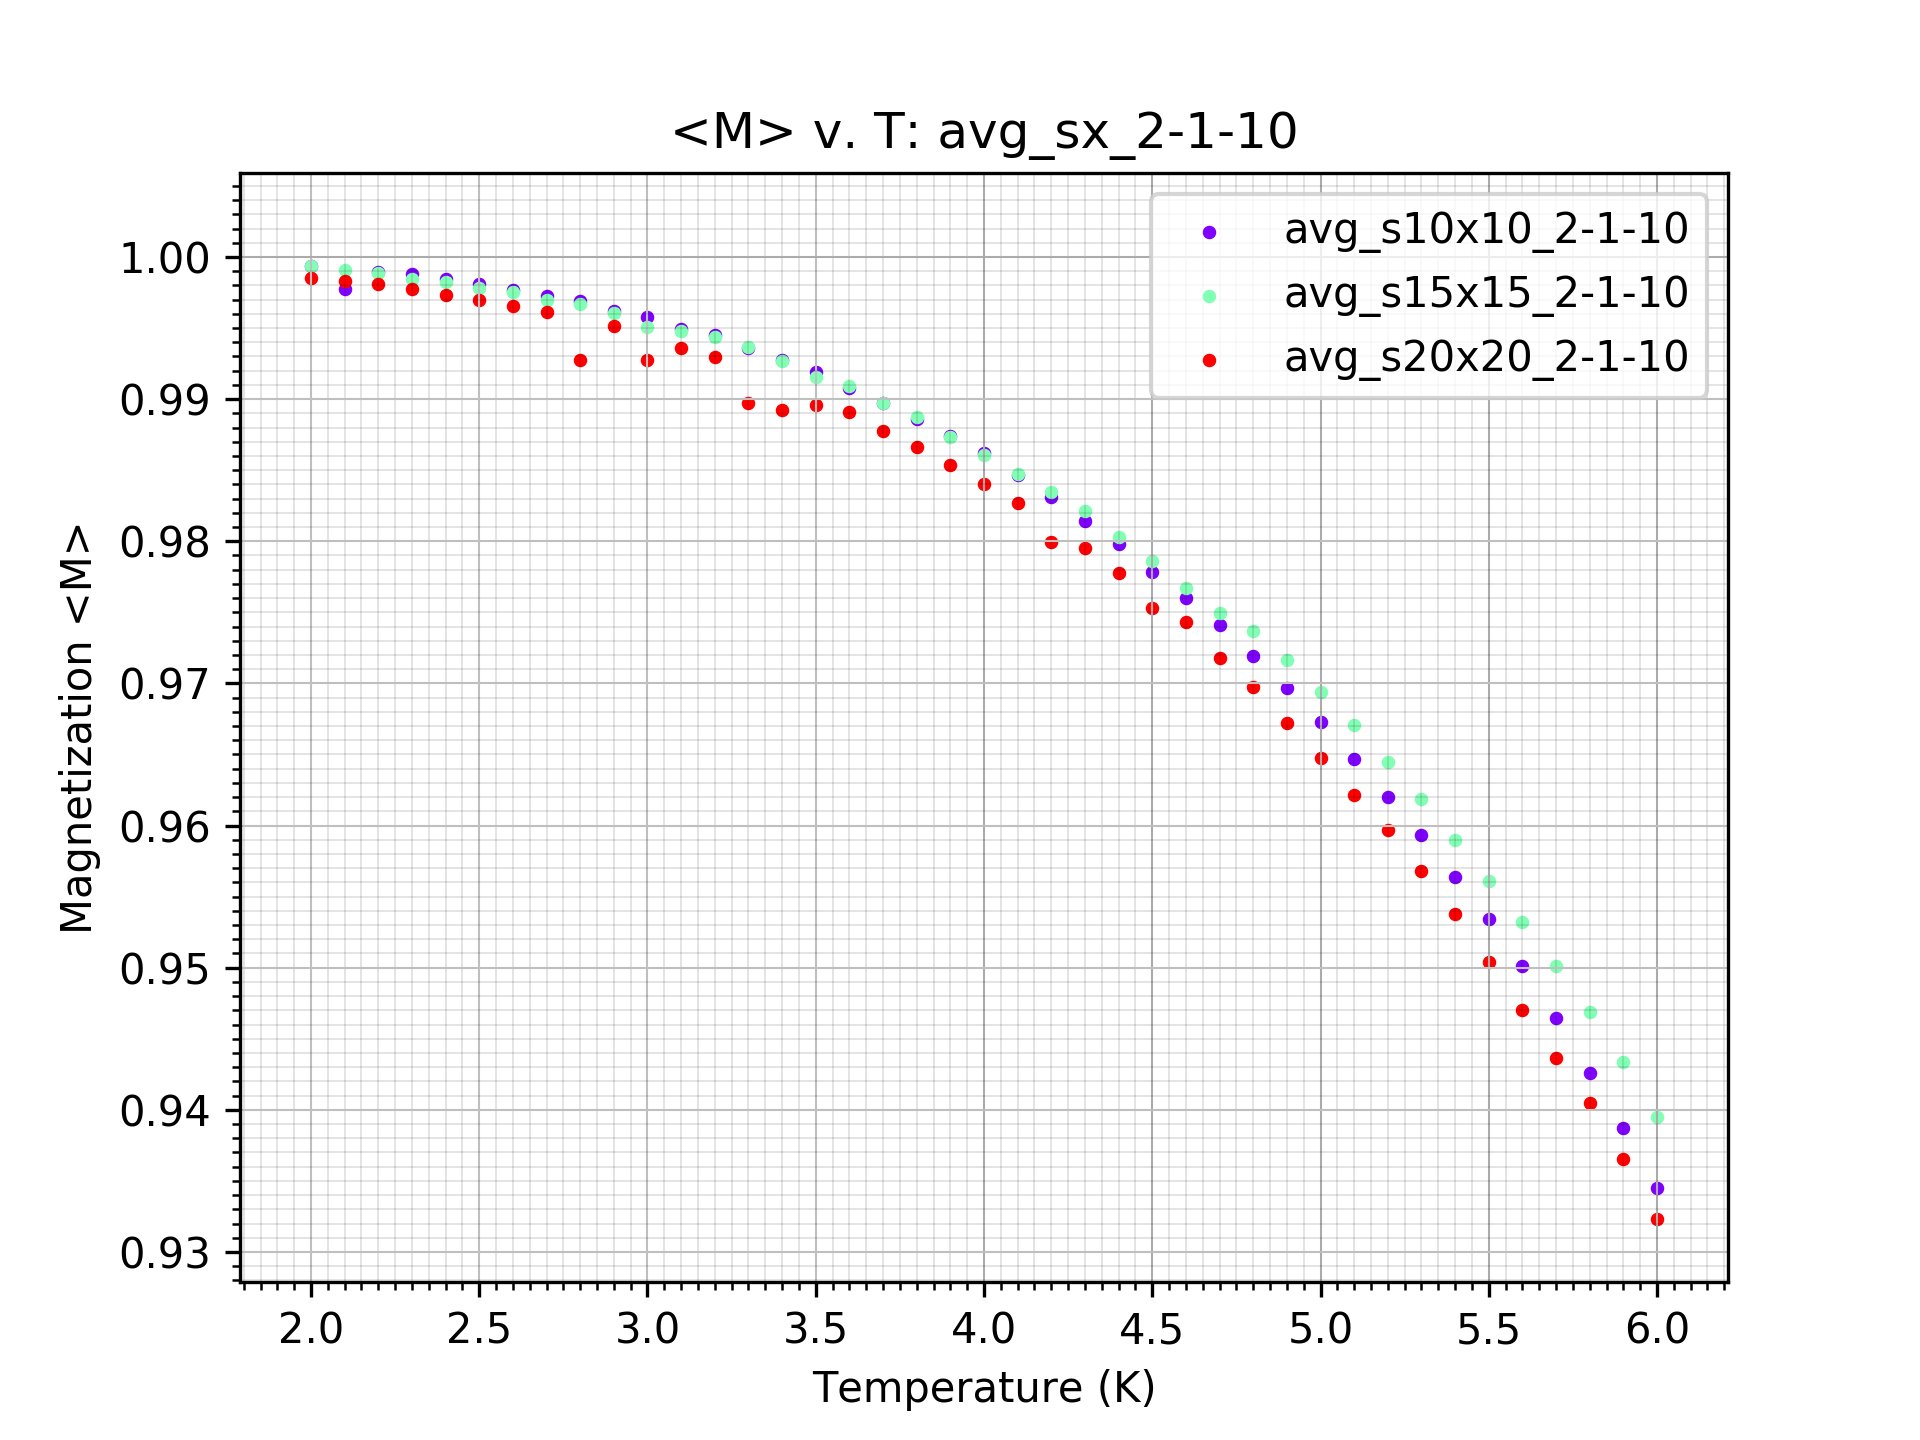 <M> v. T: avg_sx_2-1-10
avg_s10x10_2-1-10
avg_s15x15_2-1-10
avg_s20x20_2-1-10
Magnetization <M>
1.00
0.99
0.98
0.97
0.96
0.95
0.94
0.93
2.0 2.5 3.0 3.5 4.0 4.5 5.0 5.5 6.0
Temperature (K)